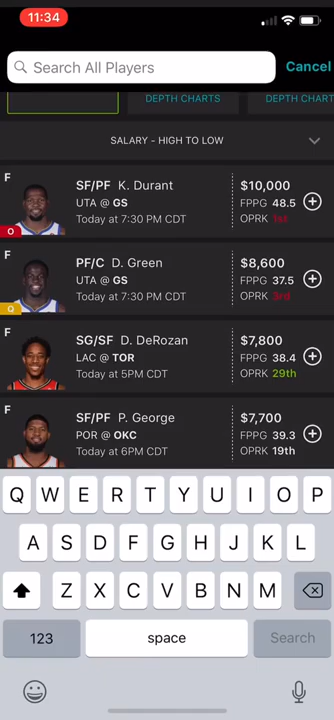 11:34
Search All Players
Cancel
DEPTH CHARTS
DEPTH CHART
SALARY - HIGH TO LOW
F
SF/PF K. Durant
$10,000
UTA @ GS
FPPG 48.5
Today at 7:30 PM CDT
OPRK 1st
O
F
PF/C D. Green
$8,600
UTA @ GS
FPPG 37.5
Today at 7:30 PM CDT
OPRK 3rd
Q
F
SG/SF D. DeRozan
$7,800
LAC @ TOR
FPPG 38.4
Today at 5PM CDT
OPRK 29th
F
SF/PF P. George
$7,700
POR @ OKC
FPPG 39.3
Today at 6PM CDT
OPRK 19th
Q W E R T Y U I O P
A S D F G H J K L
Z X C V B N M
123 space Search